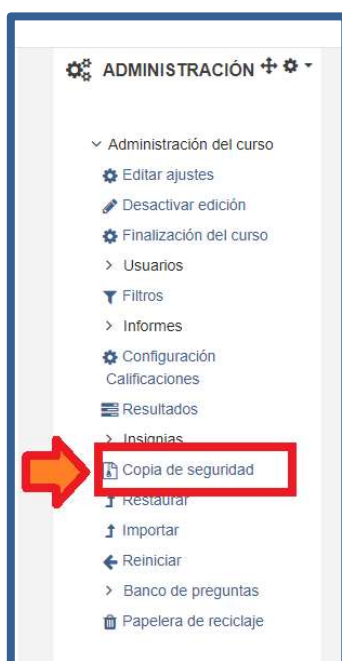 ADMINISTRACIÓN
Administración del curso
Editar ajustes
Desactivar edición
Finalización del curso
Usuarios
Filtros
Informes
Configuración
Calificaciones
Resultados
Insignias
Copia de seguridad
Restaurar
Importar
Reiniciar
Banco de preguntas
Papelera de reciclaje